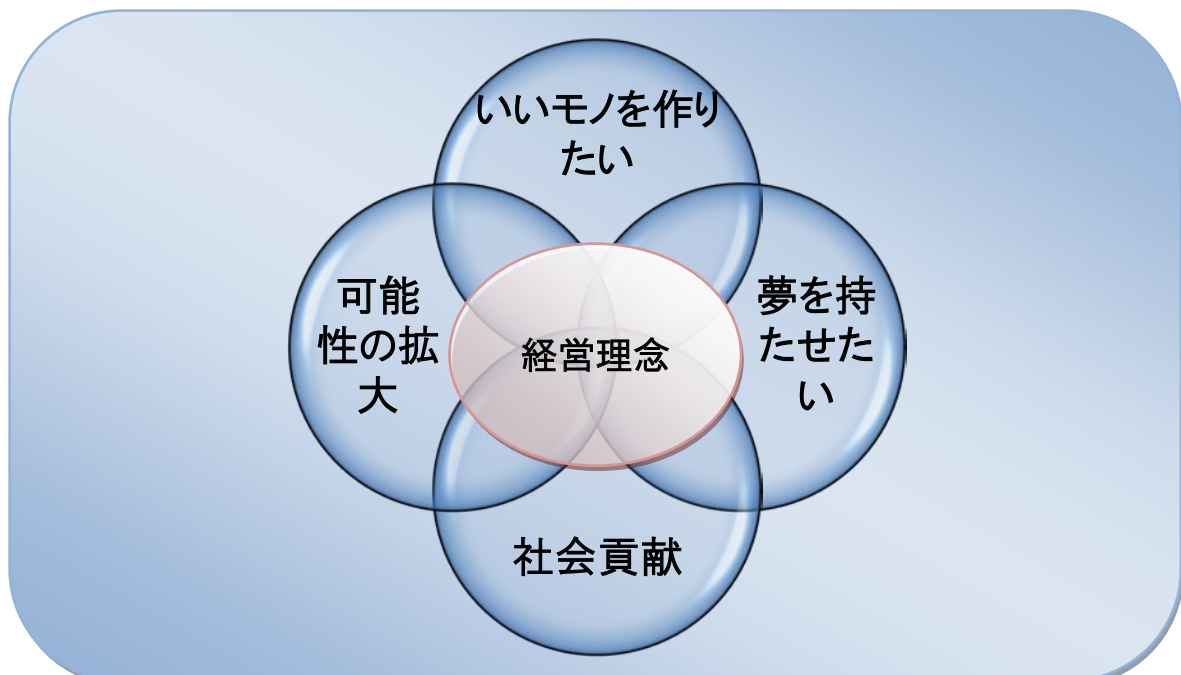 いいモノを作り
たい
可能
性の拡
大
夢を持
たせた
い
経営理念
社会貢献